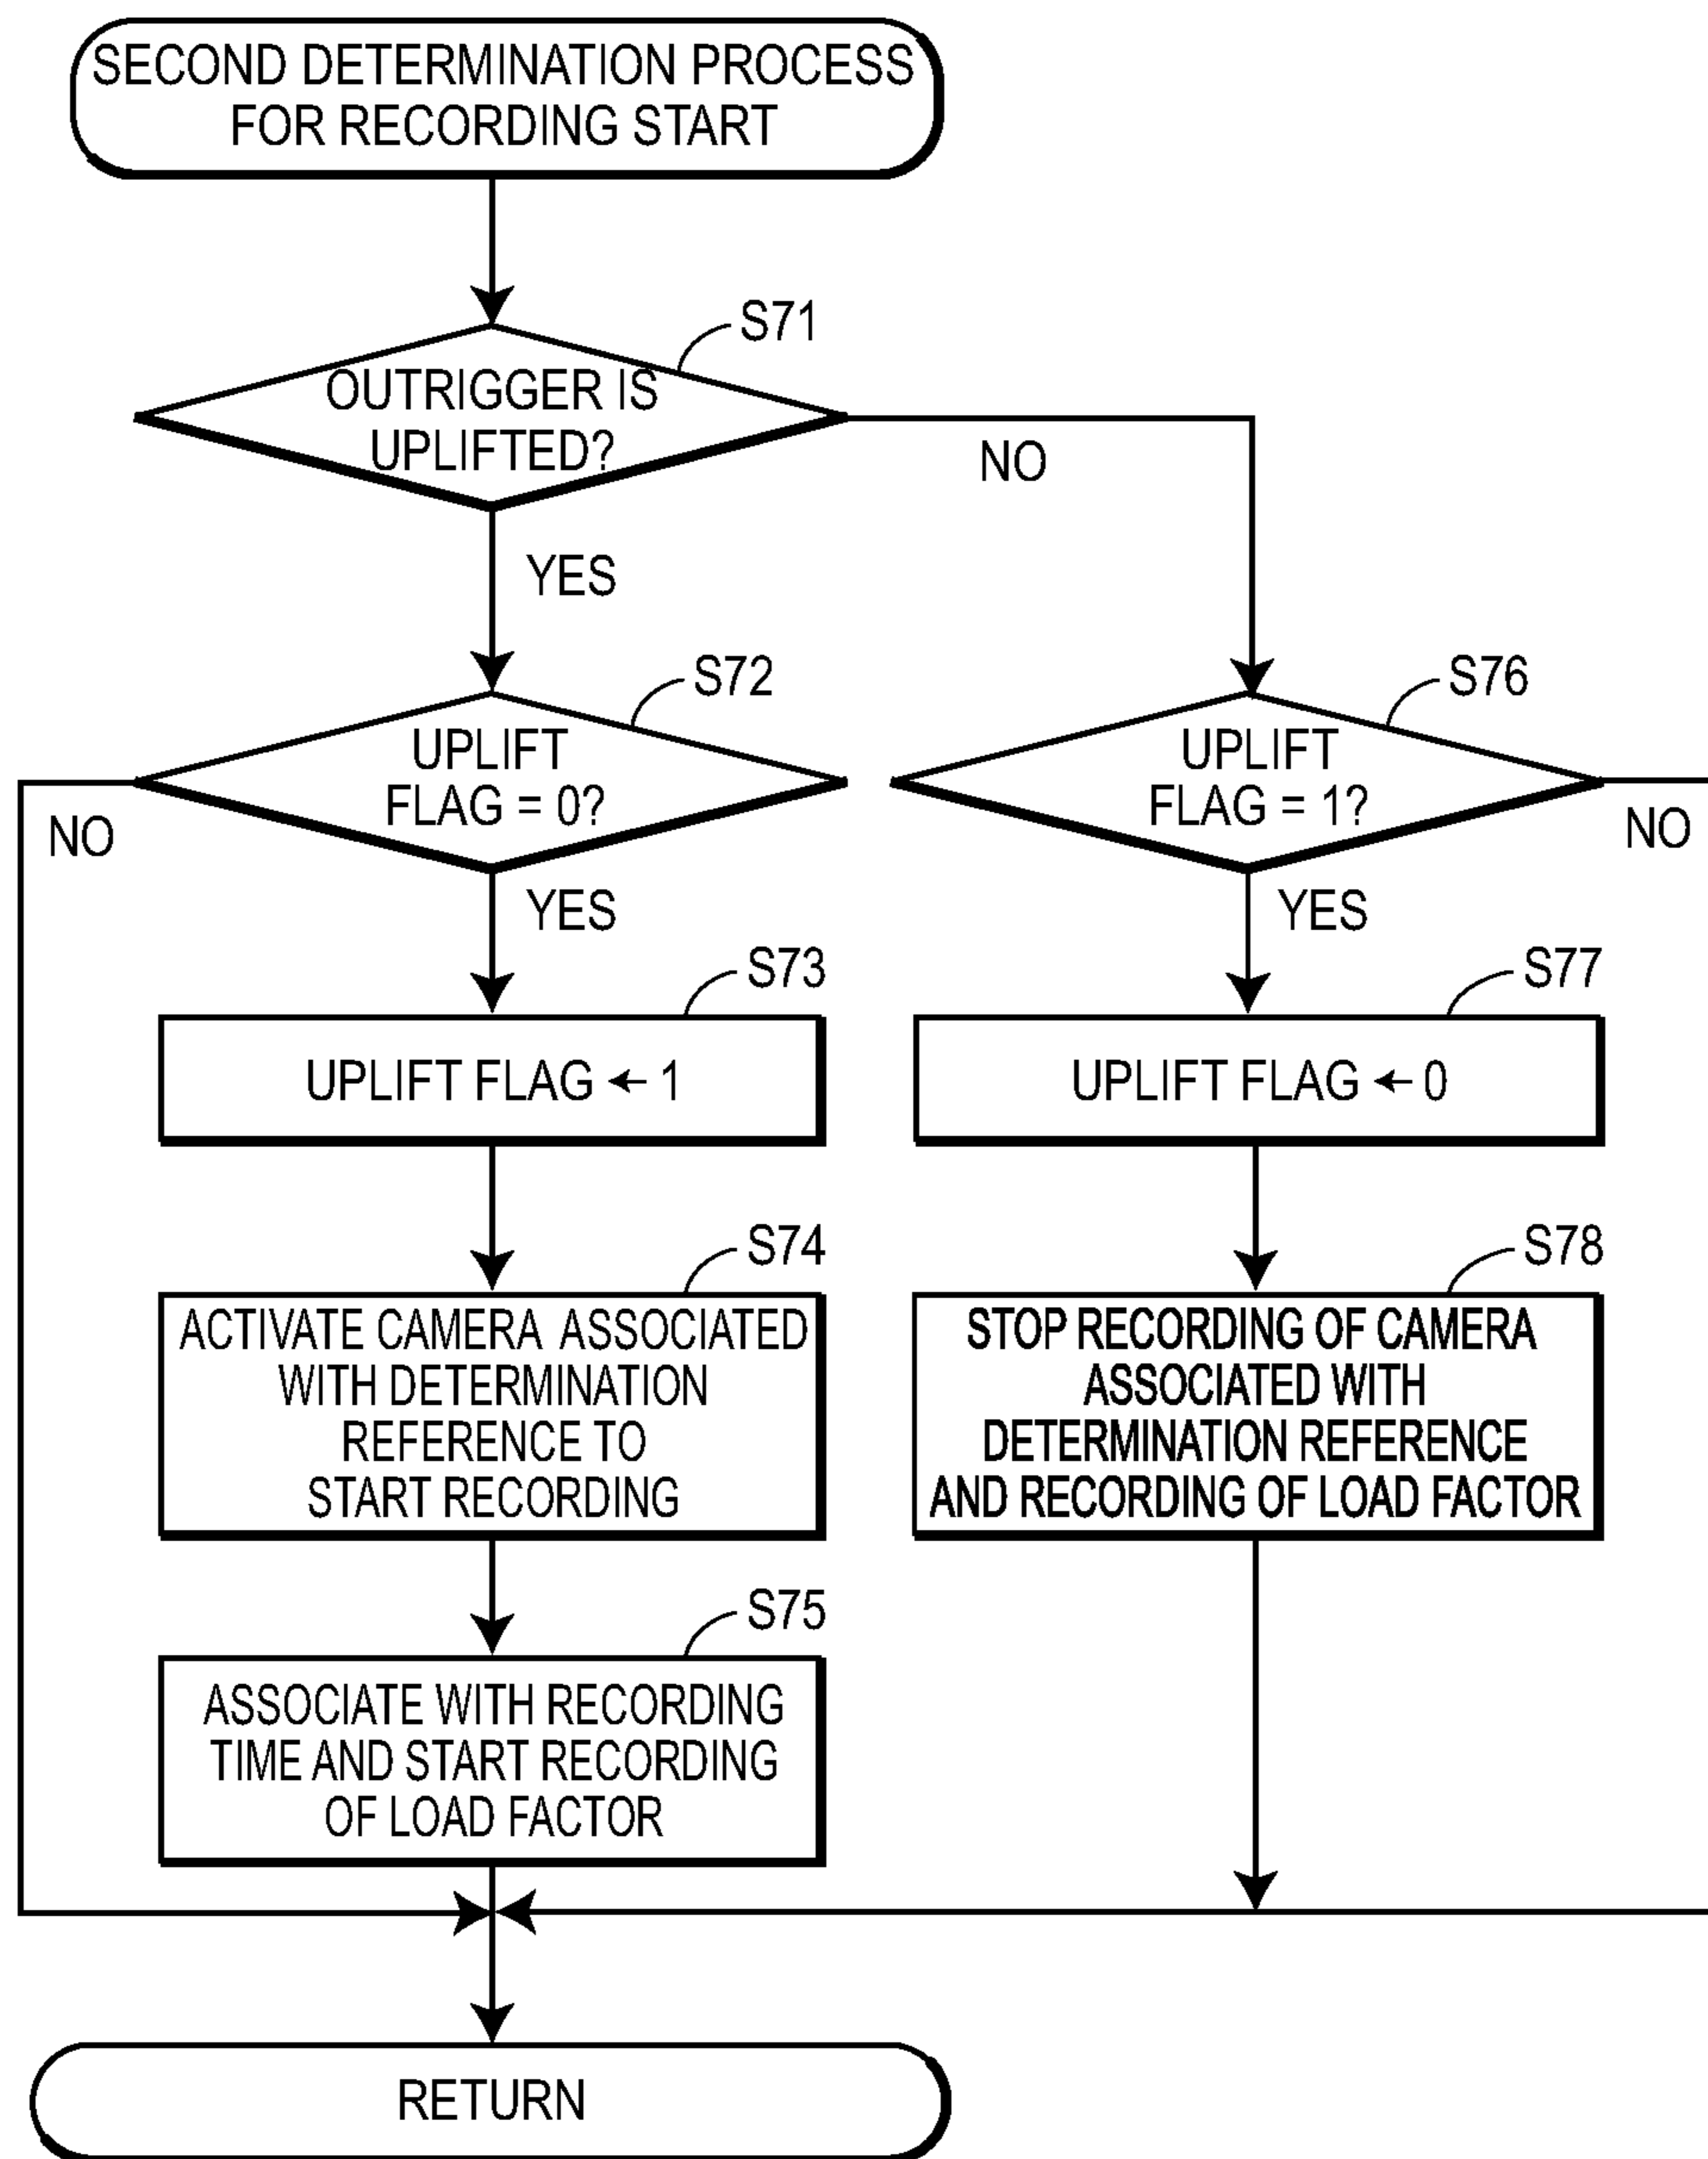 SECOND DETERMINATION PROCESS
FOR RECORDING START
S71
OUTRIGGER IS
UPLIFTED?
NO
YES
S72
UPLIFT
FLAG = 0?
NO
YES
S73
UPLIFT FLAG ← 1
S74
ACTIVATE CAMERA ASSOCIATED
WITH DETERMINATION
REFERENCE TO
START RECORDING
S75
ASSOCIATE WITH RECORDING
TIME AND START RECORDING
OF LOAD FACTOR
S76
UPLIFT
FLAG = 1?
NO
YES
S77
UPLIFT FLAG ← 0
S78
STOP RECORDING OF CAMERA
ASSOCIATED WITH
DETERMINATION REFERENCE
AND RECORDING OF LOAD FACTOR
RETURN